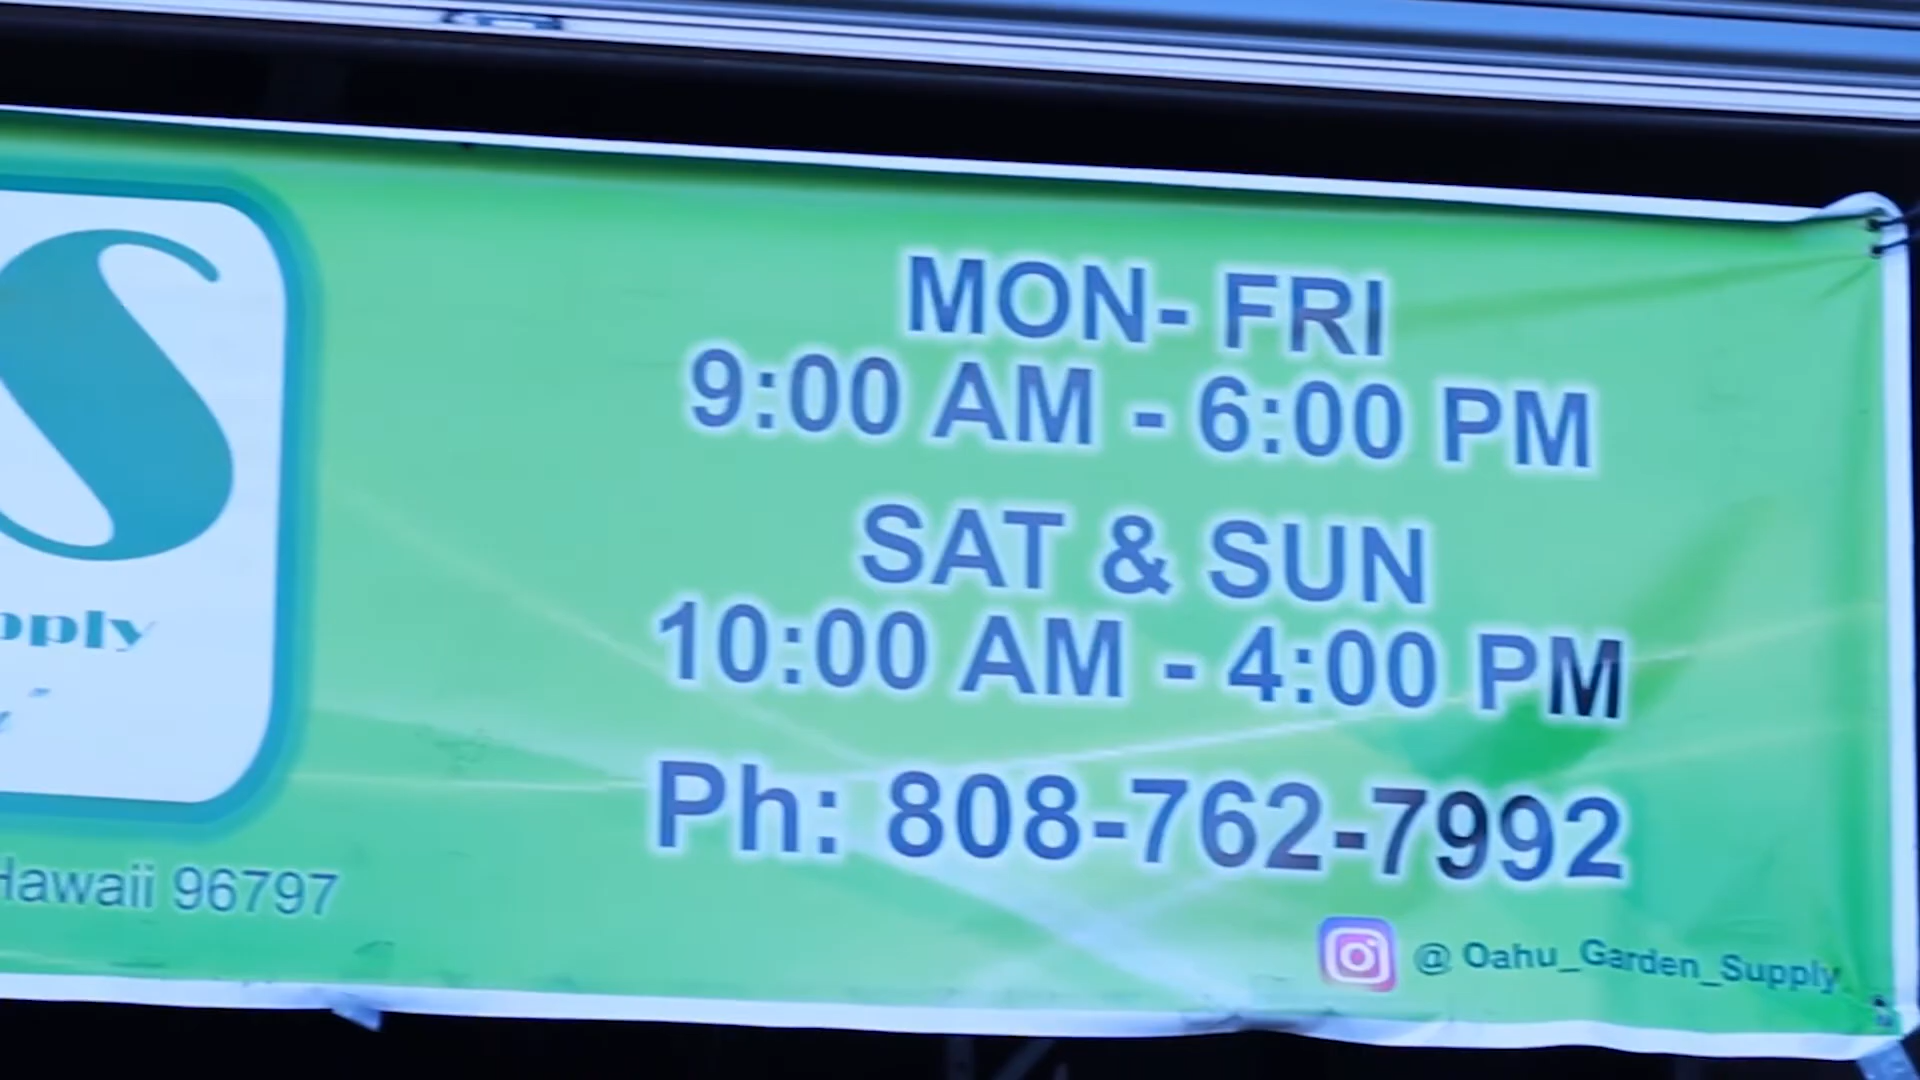 S
MON- FRI
9:00 AM - 6:00 PM
SAT & SUN
10:00 AM - 4:00 PM
Ph: 808-762-7992
@ Oahu_Garden_Supply
pply
Hawaii 96797